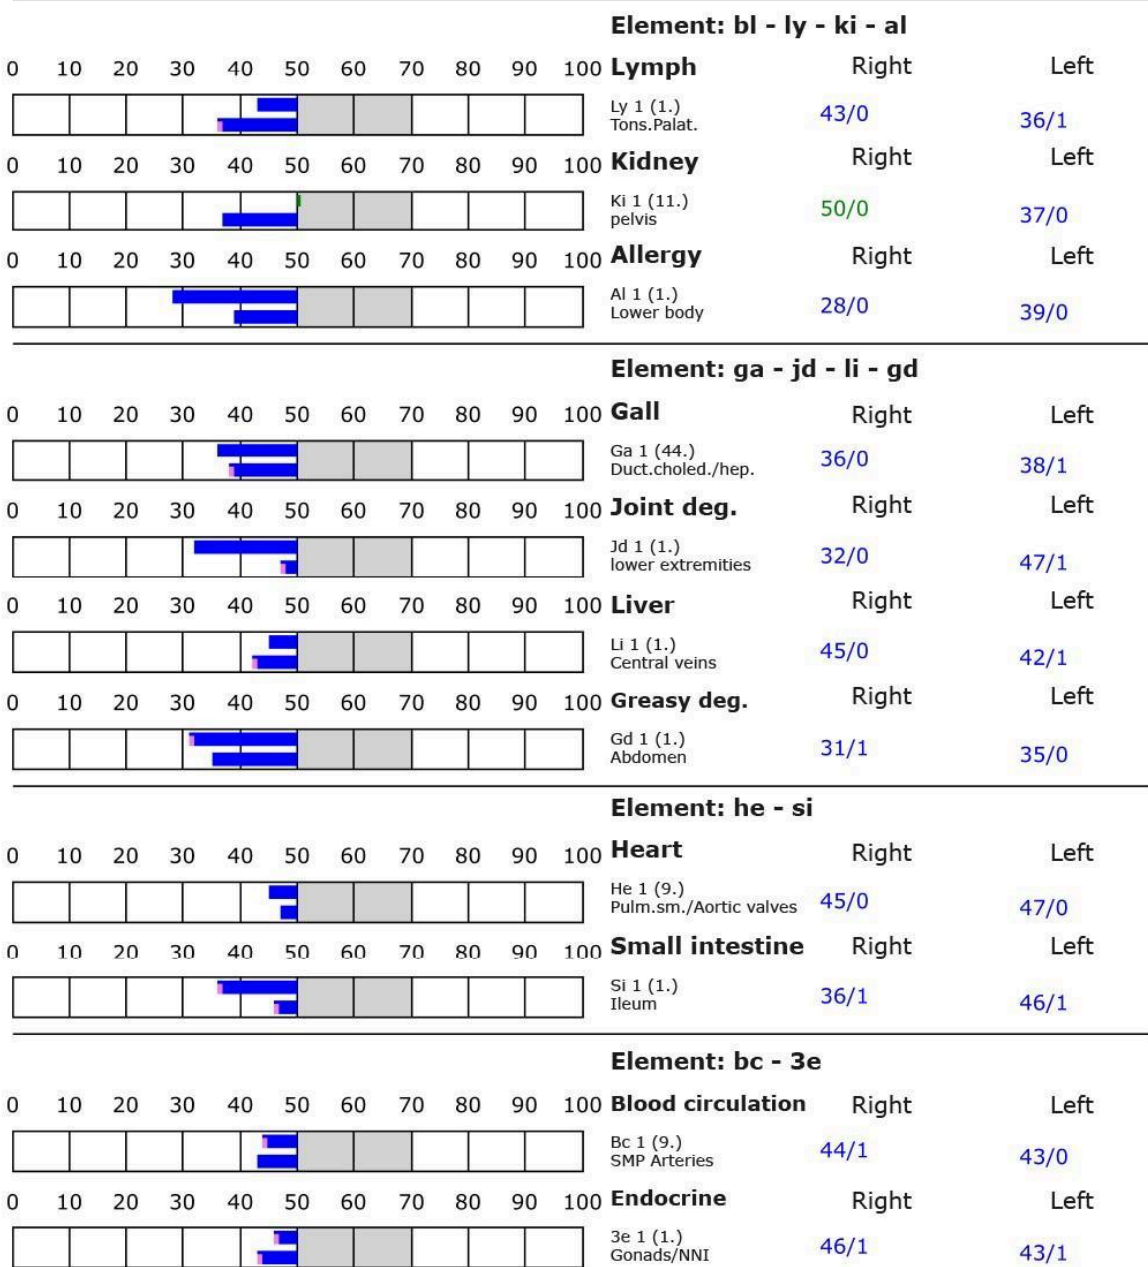 Element: bl - ly - ki - al
0 10 20 30 40 50 60 70 80 90 100 Lymph Right Left
Ly 1 (1.) 43/0 36/1
Tons.Palat.
0 10 20 30 40 50 60 70 80 90 100 Kidney Right Left
Ki 1 (11.) 50/0 37/0
pelvis
0 10 20 30 40 50 60 70 80 90 100 Allergy Right Left
Al 1 (1.) 28/0 39/0
Lower body
Element: ga - jd - li - gd
0 10 20 30 40 50 60 70 80 90 100 Gall Right Left
Ga 1 (44.) 36/0 38/1
Duct.choled./hep.
0 10 20 30 40 50 60 70 80 90 100 Joint deg. Right Left
Jd 1 (1.) 32/0 47/1
lower extremities
0 10 20 30 40 50 60 70 80 90 100 Liver Right Left
Li 1 (1.) 45/0 42/1
Central veins
0 10 20 30 40 50 60 70 80 90 100 Greasy deg. Right Left
Gd 1 (1.) 31/1 35/0
Abdomen
Element: he - si
0 10 20 30 40 50 60 70 80 90 100 Heart Right Left
He 1 (9.) 45/0 47/0
Pulm.sm./Aortic valves
0 10 20 30 40 50 60 70 80 90 100 Small intestine Right Left
Si 1 (1.) 36/1 46/1
Ileum
Element: bc - 3e
0 10 20 30 40 50 60 70 80 90 100 Blood circulation Right Left
Bc 1 (9.) 44/1 43/0
SMP Arteries
0 10 20 30 40 50 60 70 80 90 100 Endocrine Right Left
3e 1 (1.) 46/1 43/1
Gonads/NNI